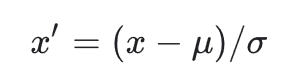 x′ = (x − μ)/σ